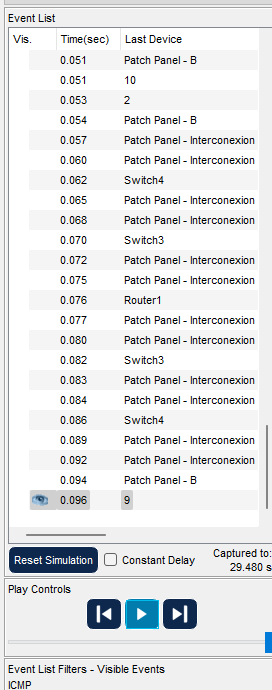 Event List
Vis. Time(sec) Last Device
0.051 Patch Panel - B
0.051 10
0.053 2
0.054 Patch Panel - B
0.057 Patch Panel - Interconexion
0.060 Patch Panel - Interconexion
0.062 Switch4
0.065 Patch Panel - Interconexion
0.068 Patch Panel - Interconexion
0.070 Switch3
0.072 Patch Panel - Interconexion
0.075 Patch Panel - Interconexion
0.076 Router1
0.077 Patch Panel - Interconexion
0.080 Patch Panel - Interconexion
0.082 Switch3
0.083 Patch Panel - Interconexion
0.084 Patch Panel - Interconexion
0.086 Switch4
0.089 Patch Panel - Interconexion
0.092 Patch Panel - Interconexion
0.094 Patch Panel - B
0.096 9
Reset Simulation Constant Delay Captured to:
29.480 s
Play Controls
Event List Filters - Visible Events
ICMP